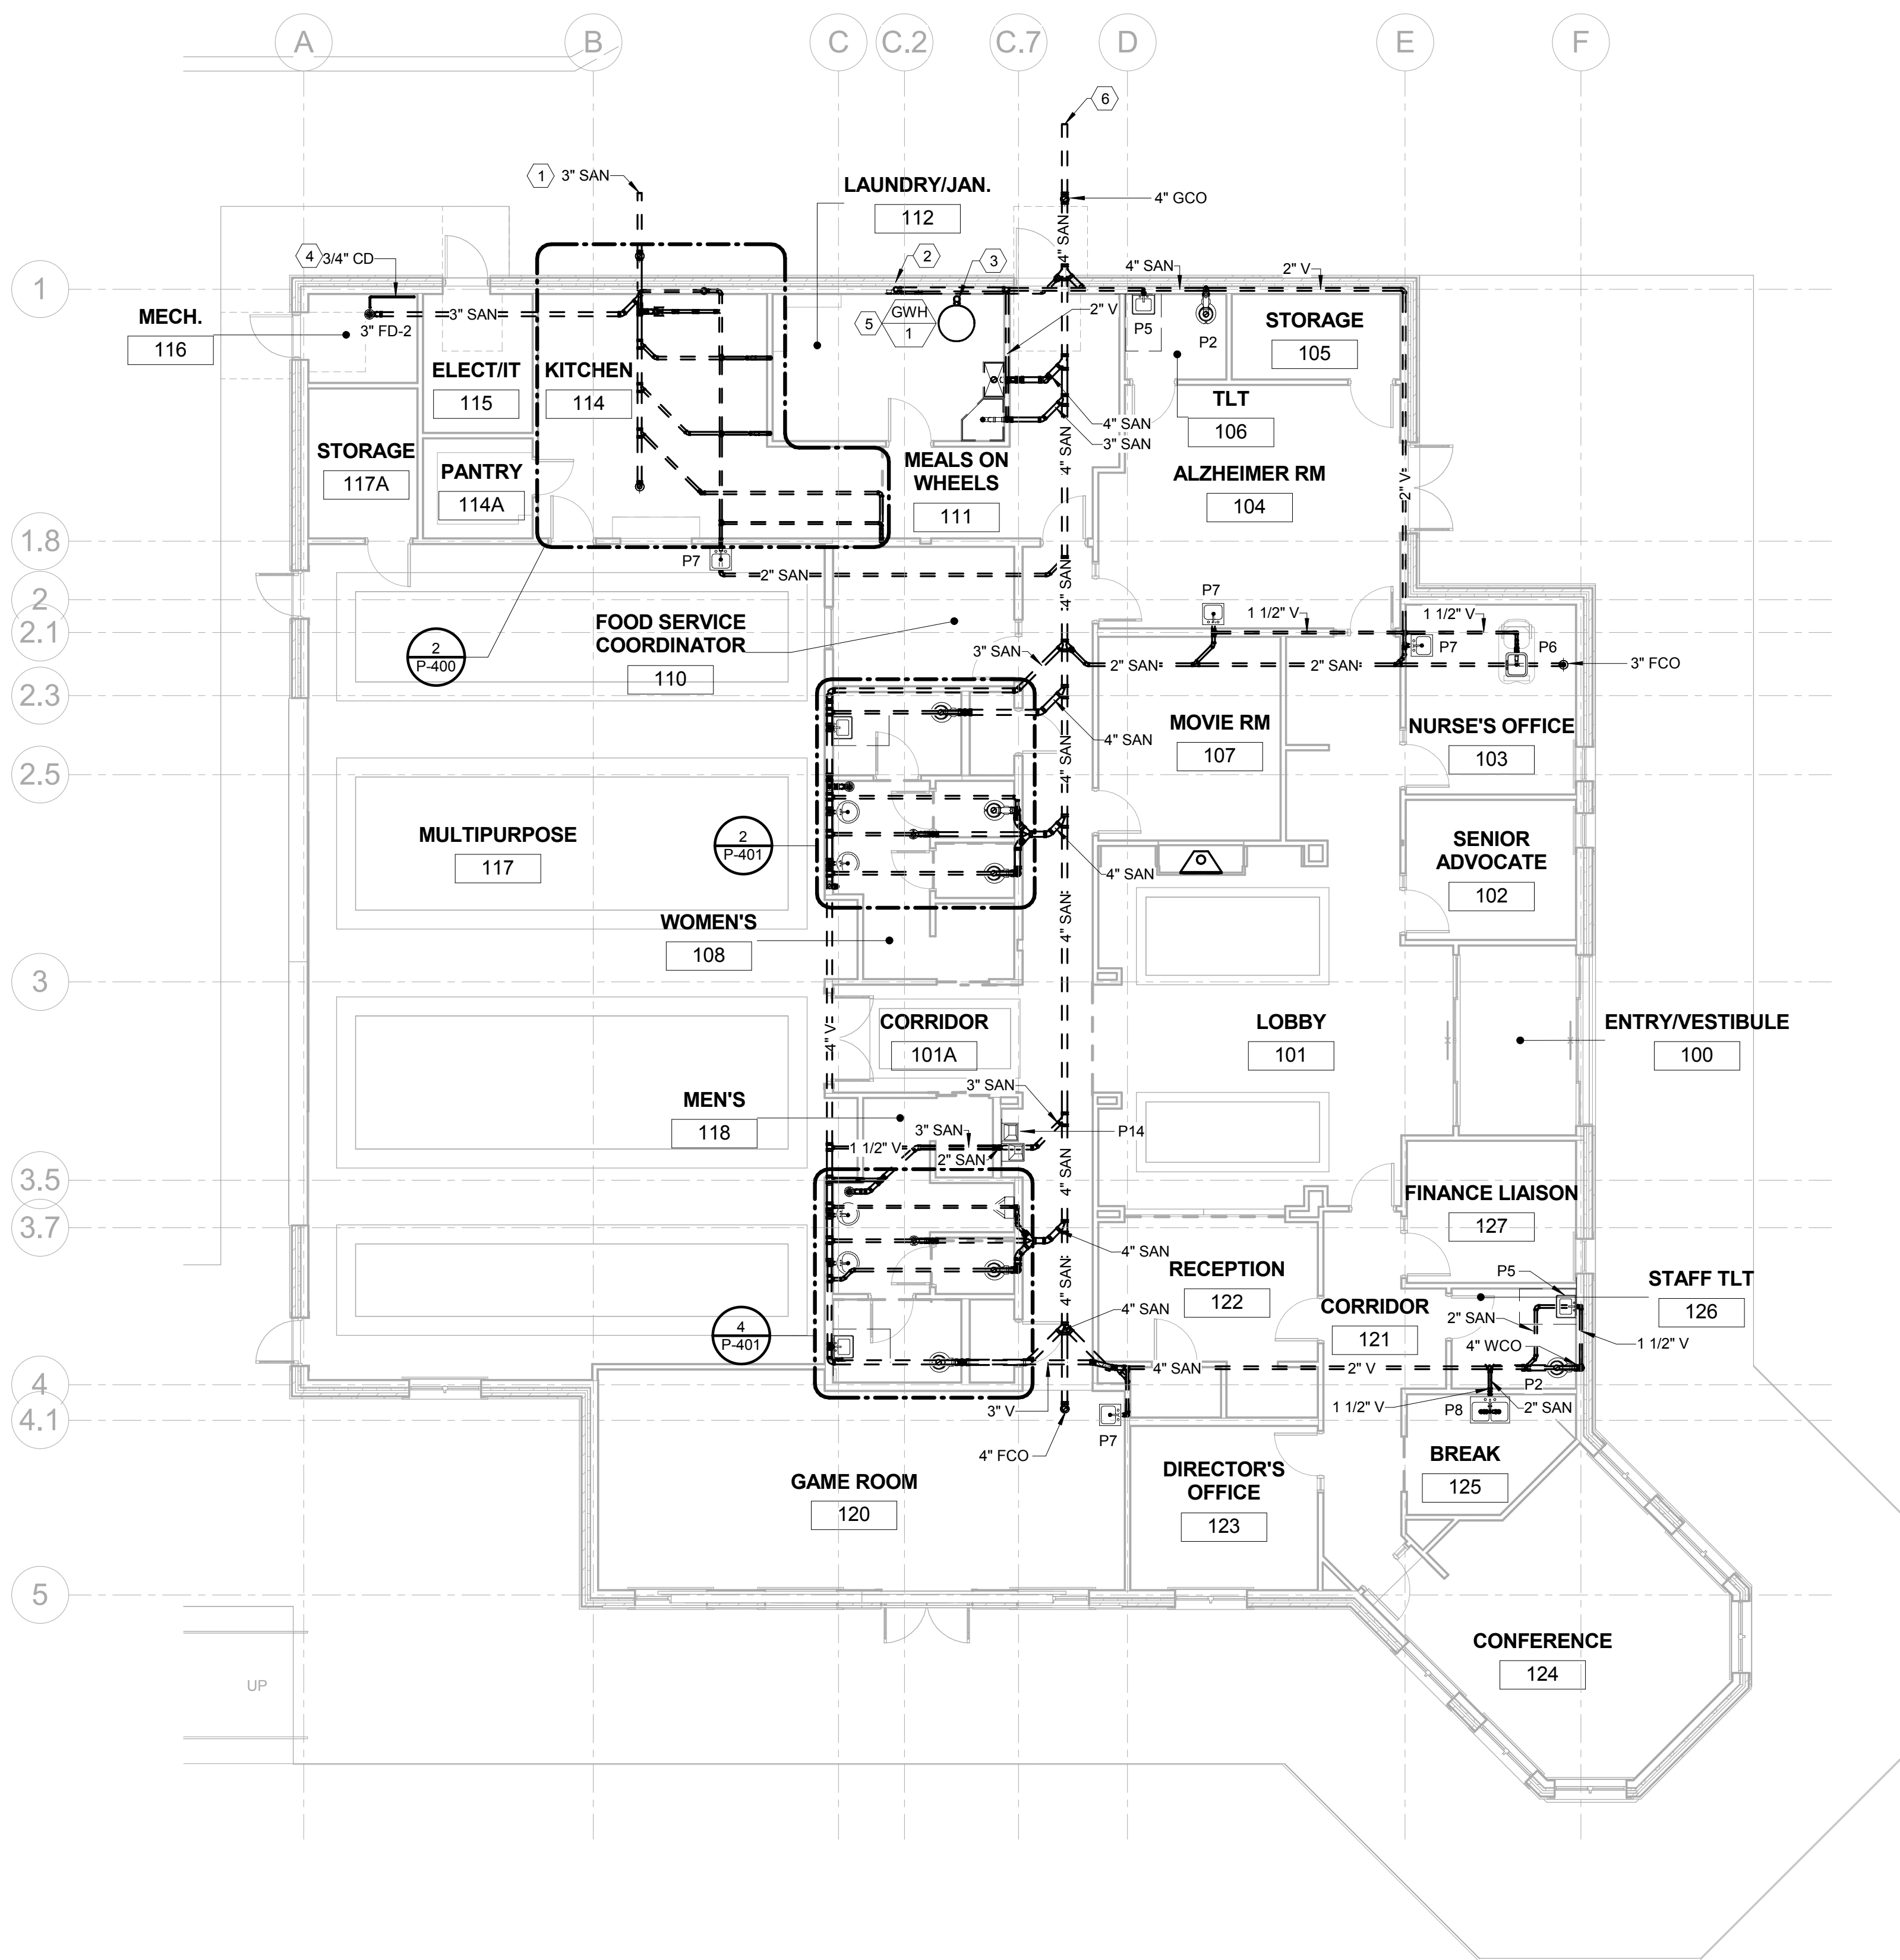 A
B
C
C.2
C.7
D
E
F
6
1
3" SAN
LAUNDRY/JAN.
112
4" GCO
4" SAN
4
3/4" CD
2
3
4" SAN
2" V
1
MECH.
116
3" FD-2
3" SAN
5
GWH
1
2" V
P5
P2
STORAGE
105
ELECT/IT
115
KITCHEN
114
TLT
106
4" SAN
3" SAN
STORAGE
117A
PANTRY
114A
MEALS ON
WHEELS
111
4" SAN
ALZHEIMER RM
104
2" V
1.8
P7
2" SAN
4" SAN
2
2.1
P7
1 1/2" V
1 1/2" V
FOOD SERVICE
COORDINATOR
110
2
P-400
3" SAN
2" SAN
2" SAN
P7
P6
3" FCO
2.3
4" SAN
MOVIE RM
107
NURSE'S OFFICE
103
2.5
4" SAN
MULTIPURPOSE
117
2
P-401
4" SAN
SENIOR
ADVOCATE
102
WOMEN'S
108
4" SAN
3
4" V
CORRIDOR
101A
LOBBY
101
ENTRY/VESTIBULE
100
3" SAN
MEN'S
118
3" SAN
P14
1 1/2" V
2" SAN
3.5
4" SAN
FINANCE LIAISON
127
3.7
4" SAN
RECEPTION
122
P5
STAFF TLT
126
4" SAN
4" SAN
CORRIDOR
121
2" SAN
4" WCO
1 1/2" V
4
P-401
4
4" SAN
2" V
P2
4.1
3" V
P7
1 1/2" V
P8
2" SAN
4" FCO
BREAK
125
GAME ROOM
120
DIRECTOR'S
OFFICE
123
5
CONFERENCE
124
UP